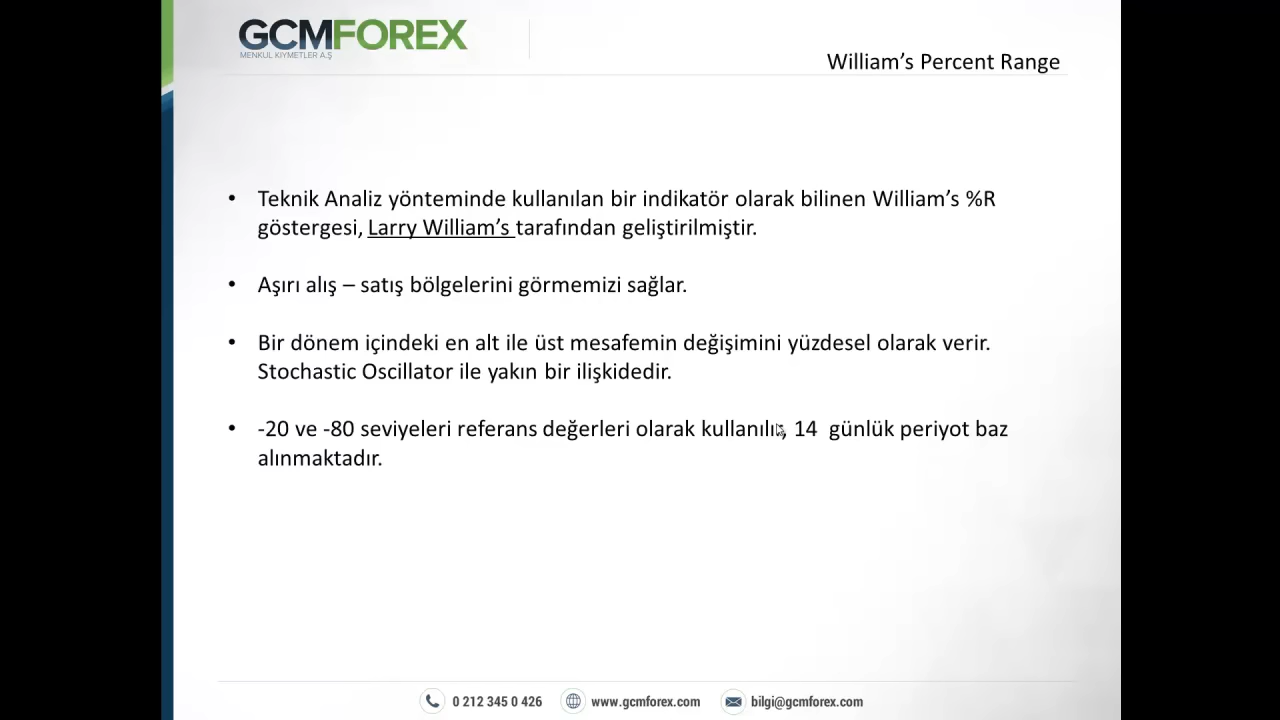 GCMFOREX
MENKUL KIYMETLER A.Ş
William’s Percent Range
• Teknik Analiz yönteminde kullanılan bir indikatör olarak bilinen William’s %R
göstergesi, Larry William’s tarafından geliştirilmiştir.
• Aşırı alış – satış bölgelerini görmemizi sağlar.
• Bir dönem içindeki en alt ile üst mesafemin değişimini yüzdesel olarak verir.
Stochastic Oscillator ile yakın bir ilişkidedir.
• -20 ve -80 seviyeleri referans değerleri olarak kullanılır, 14 günlük periyot baz
alınmaktadır.
0 212 345 0 426 www.gcmforex.com bilgi@gcmforex.com